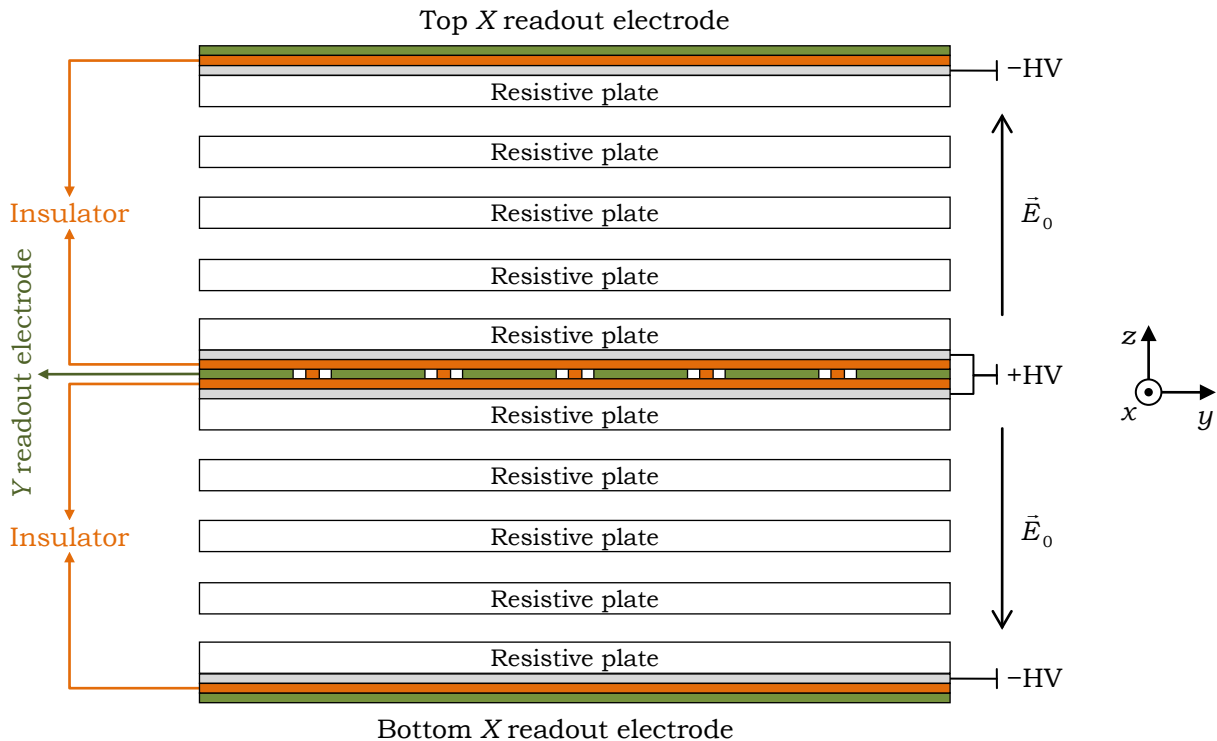 Top X readout electrode
−HV
Resistive plate
Resistive plate
Insulator
Resistive plate
E⃗₀
Resistive plate
Y readout electrode
Resistive plate
+HV
z
x
y
Resistive plate
Resistive plate
Insulator
Resistive plate
E⃗₀
Resistive plate
Resistive plate
−HV
Bottom X readout electrode